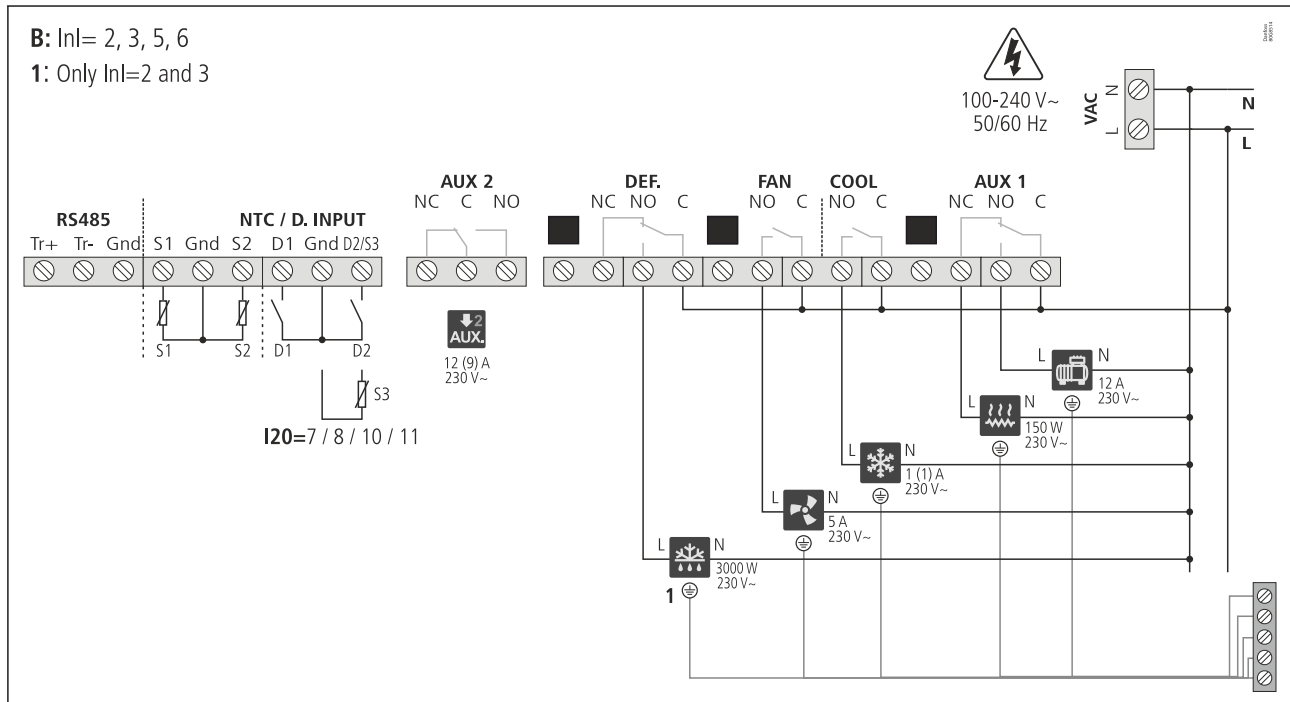 B: InI= 2, 3, 5, 6
1: Only InI=2 and 3
100-240 V~
50/60 Hz
VAC
N
L
N
L
AUX 2
DEF.
FAN
COOL
AUX 1
NC C NO
NC NO C
NO C
NO C
NC NO C
RS485
NTC / D. INPUT
Tr+ Tr- Gnd S1 Gnd S2 D1 Gnd D2/S3
S1 S2 D1 D2
2
AUX.
12 (9) A
230 V~
S3
I20=7 / 8 / 10 / 11
L N
12 A
230 V~
L N
150 W
230 V~
L N
1 (1) A
230 V~
L N
5 A
230 V~
L N
3000 W
230 V~
1